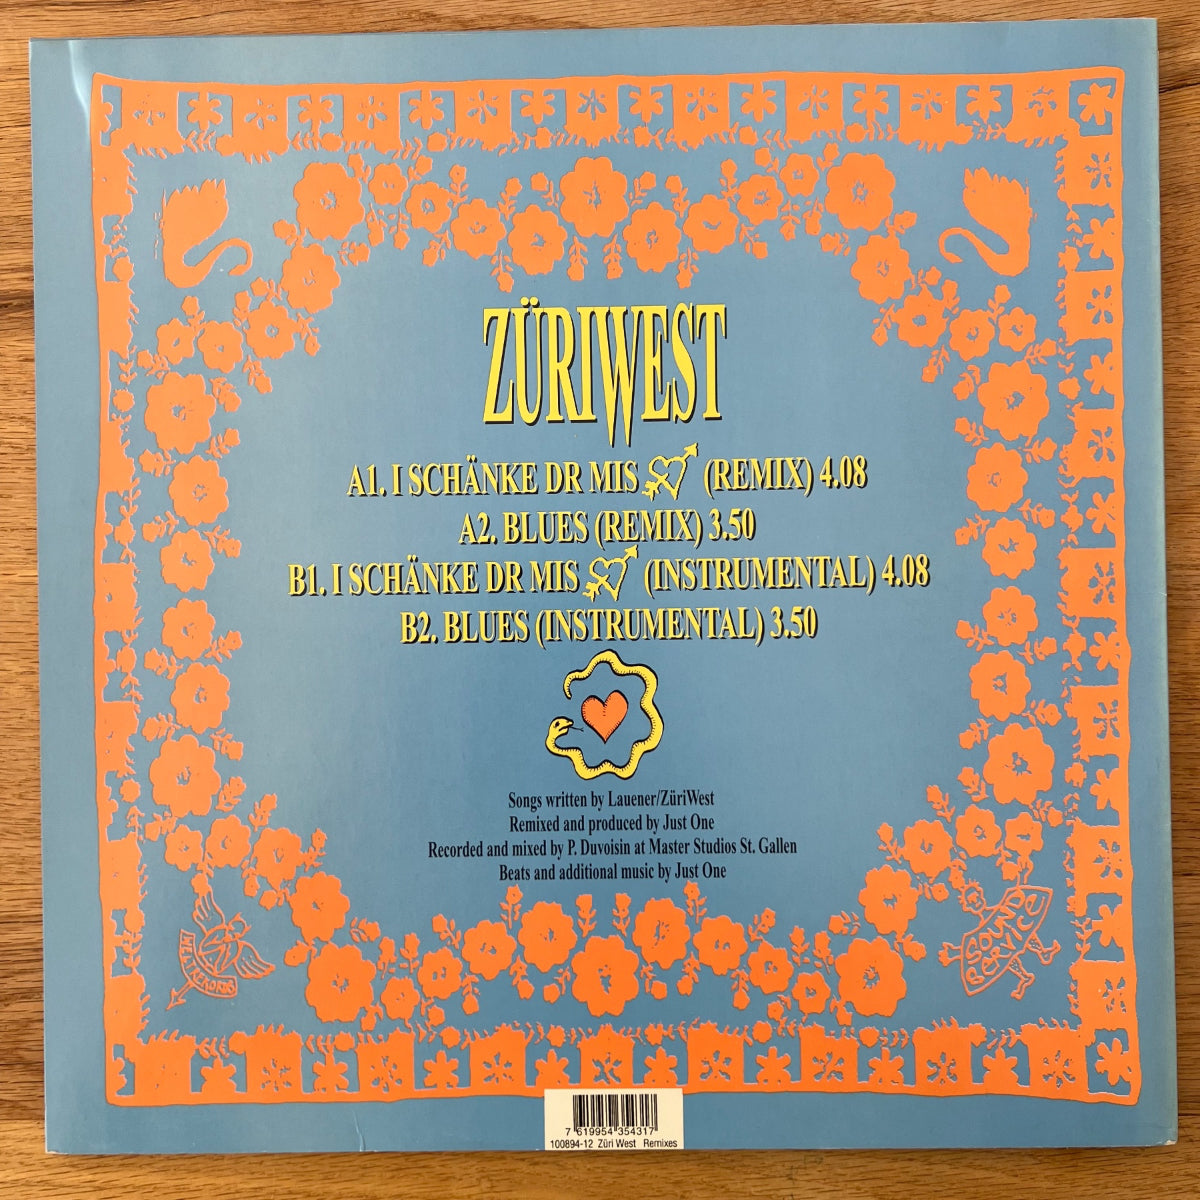 ZÜRIWEST
A1. I SCHÄNKE DR MIS (REMIX) 4.08
A2. BLUES (REMIX) 3.50
B1. I SCHÄNKE DR MIS (INSTRUMENTAL) 4.08
B2. BLUES (INSTRUMENTAL) 3.50
Songs written by Lauener/ZüriWest
Remixed and produced by Just One
Recorded and mixed by P. Duvoisin at Master Studios St. Gallen
Beats and additional music by Just One
SOUND
SERVICE
7 619954 354317
100894-12 Züri West Remixes